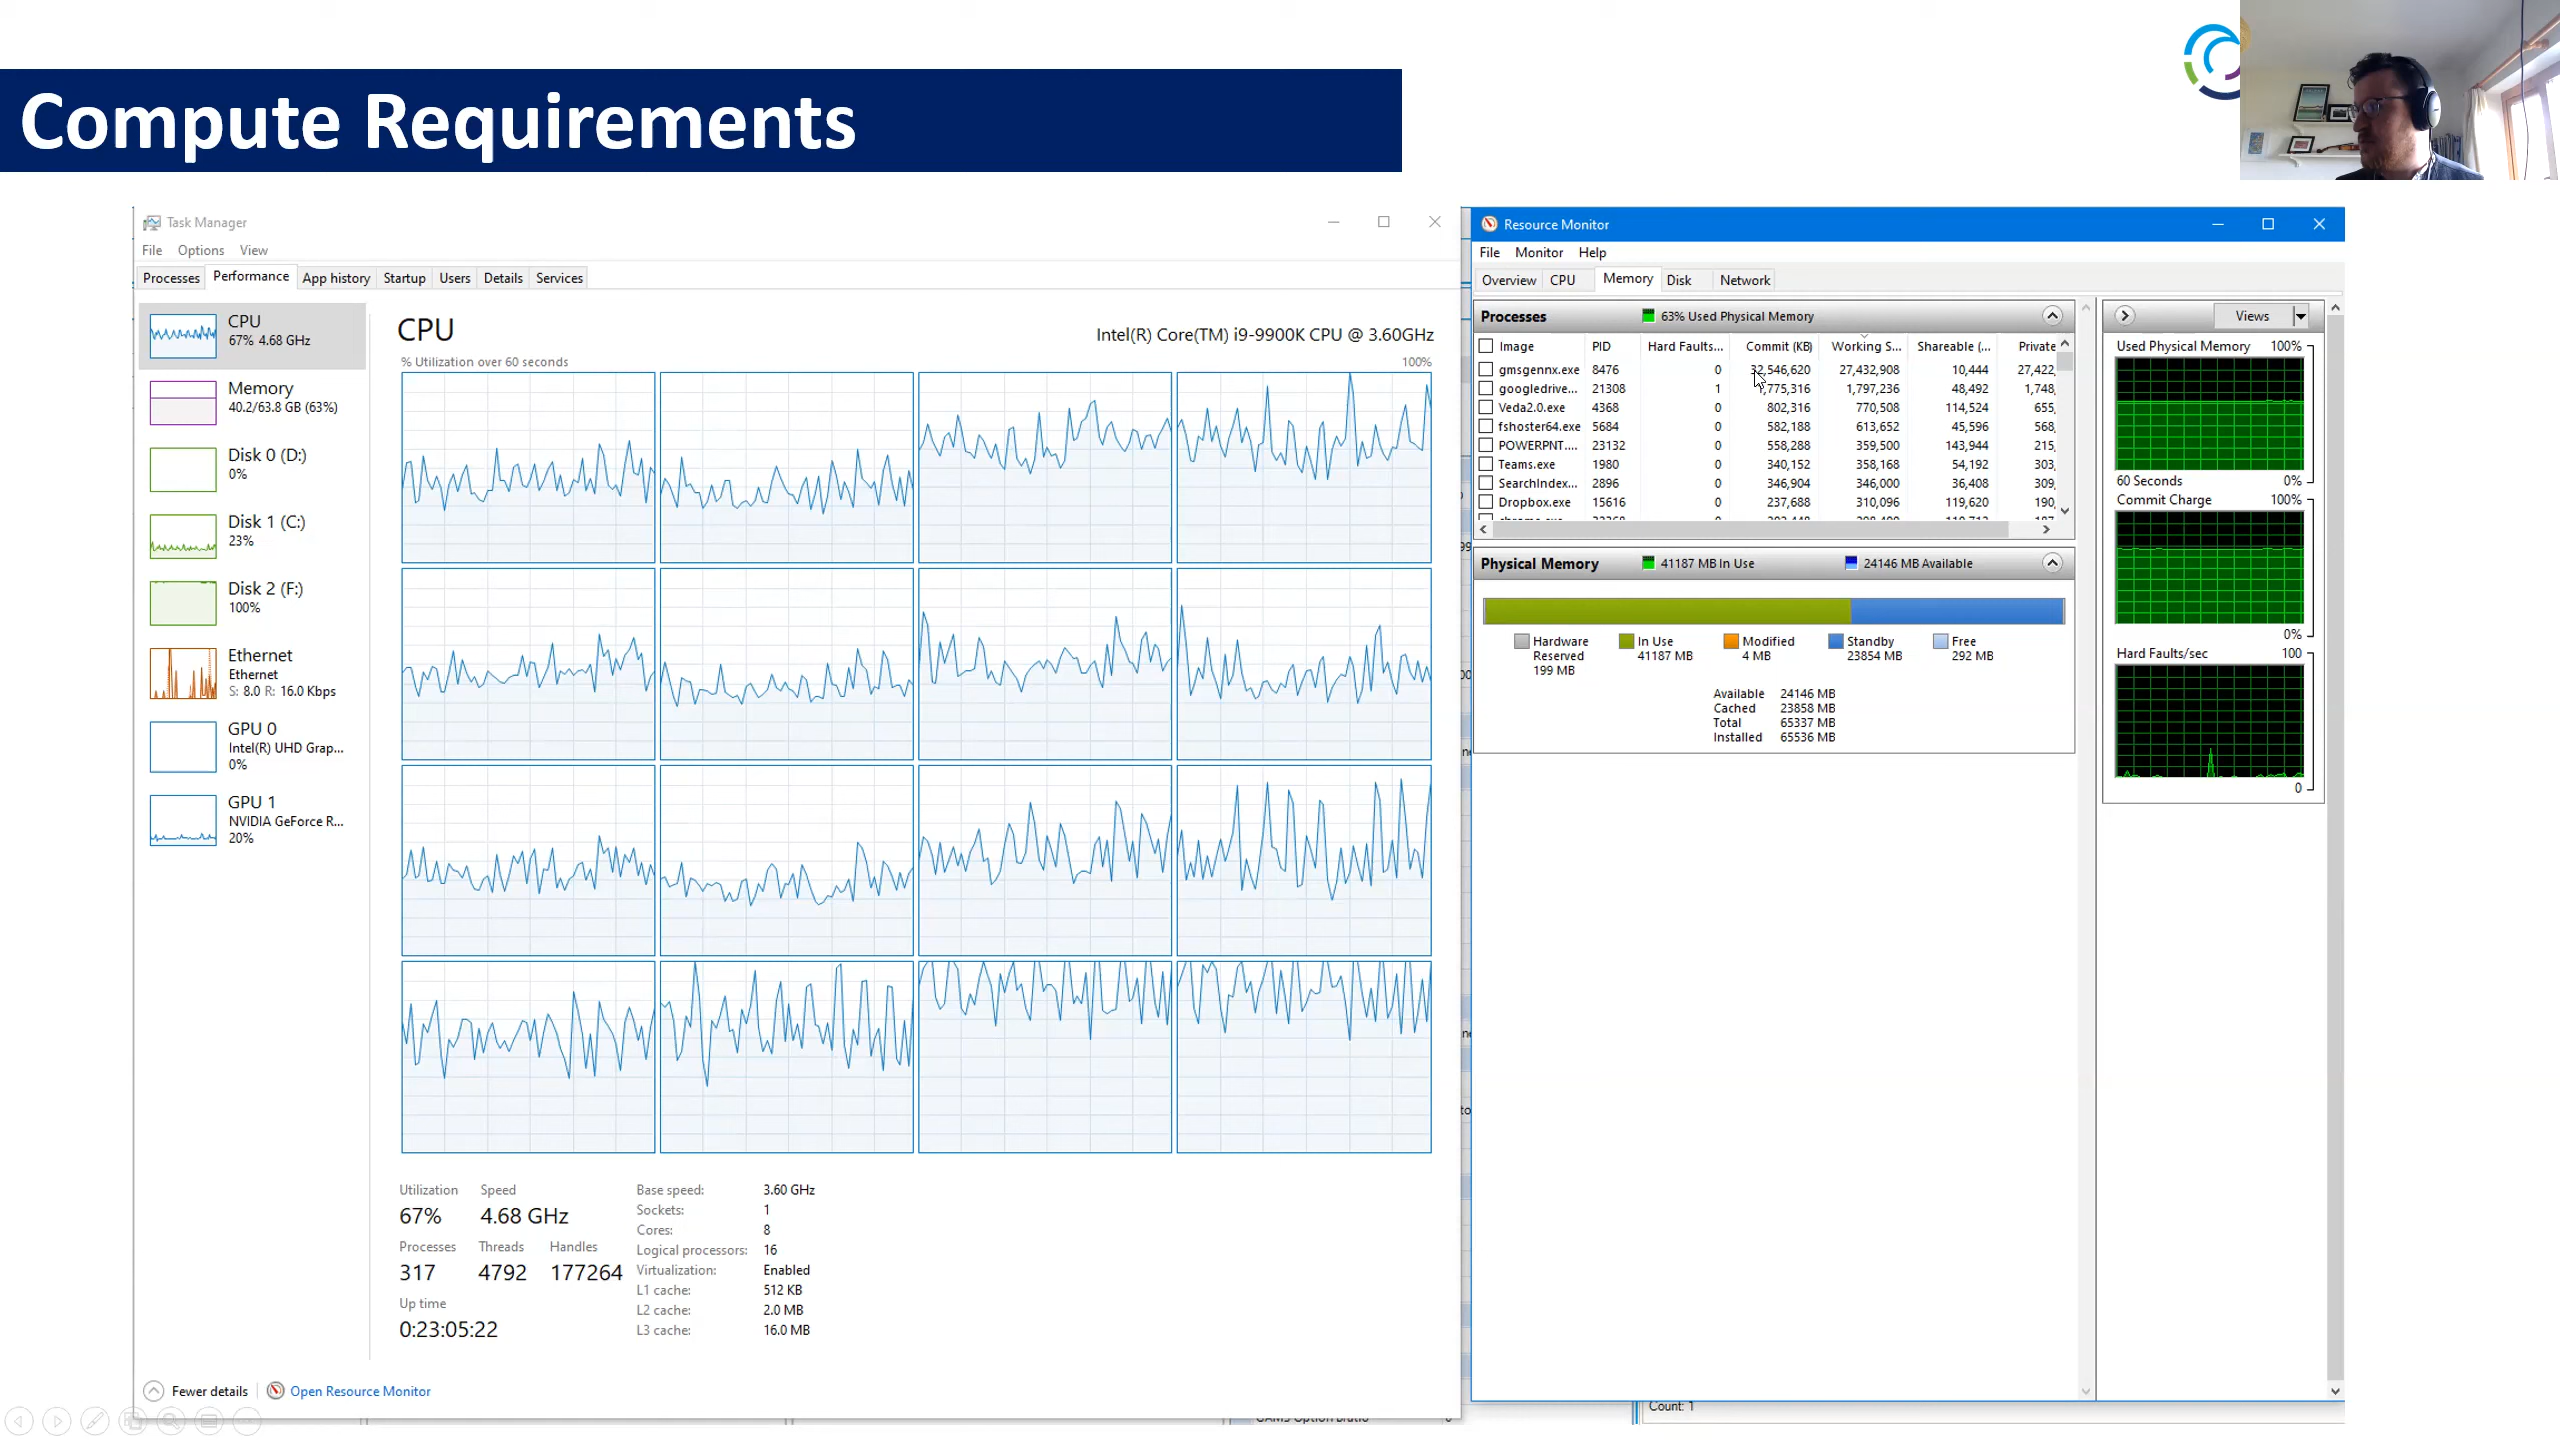 Compute Requirements
Task Manager
File Options View
Processes Performance App history Startup Users Details Services
CPU
67% 4.68 GHz
Memory
40.2/63.8 GB (63%)
Disk 0 (D:)
0%
Disk 1 (C:)
23%
Disk 2 (F:)
100%
Ethernet
Ethernet
S: 8.0 R: 16.0 Kbps
GPU 0
Intel(R) UHD Grap...
0%
GPU 1
NVIDIA GeForce R...
20%
CPU
Intel(R) Core(TM) i9-9900K CPU @ 3.60GHz
% Utilization over 60 seconds 100%
Utilization Speed
67% 4.68 GHz
Processes Threads Handles
317 4792 177264
Up time
0:23:05:22
Base speed: 3.60 GHz
Sockets: 1
Cores: 8
Logical processors: 16
Virtualization: Enabled
L1 cache: 512 KB
L2 cache: 2.0 MB
L3 cache: 16.0 MB
Fewer details Open Resource Monitor
Resource Monitor
File Monitor Help
Overview CPU Memory Disk Network
Processes 63% Used Physical Memory
Image PID Hard Faults... Commit (KB) Working S... Shareable (... Private
gmsgennx.exe 8476 0 32,546,620 27,432,908 10,444 27,422,
googledrive... 21308 1 1,775,316 1,797,236 48,492 1,748,
Veda2.0.exe 4368 0 802,316 770,508 114,524 655,
fshoster64.exe 5684 0 582,188 613,652 45,596 568,
POWERPNT.... 23132 0 558,288 359,500 143,944 215,
Teams.exe 1980 0 340,152 358,168 54,192 303,
SearchIndex... 2896 0 346,904 346,000 36,408 309,
Dropbox.exe 15616 0 237,688 310,096 119,620 190,
Physical Memory 41187 MB In Use 24146 MB Available
Hardware Reserved 199 MB
In Use 41187 MB
Modified 4 MB
Standby 23854 MB
Free 292 MB
Available 24146 MB
Cached 23858 MB
Total 65337 MB
Installed 65536 MB
Views
Used Physical Memory 100%
60 Seconds 0%
Commit Charge 100%
0%
Hard Faults/sec 100
0
Count: 1